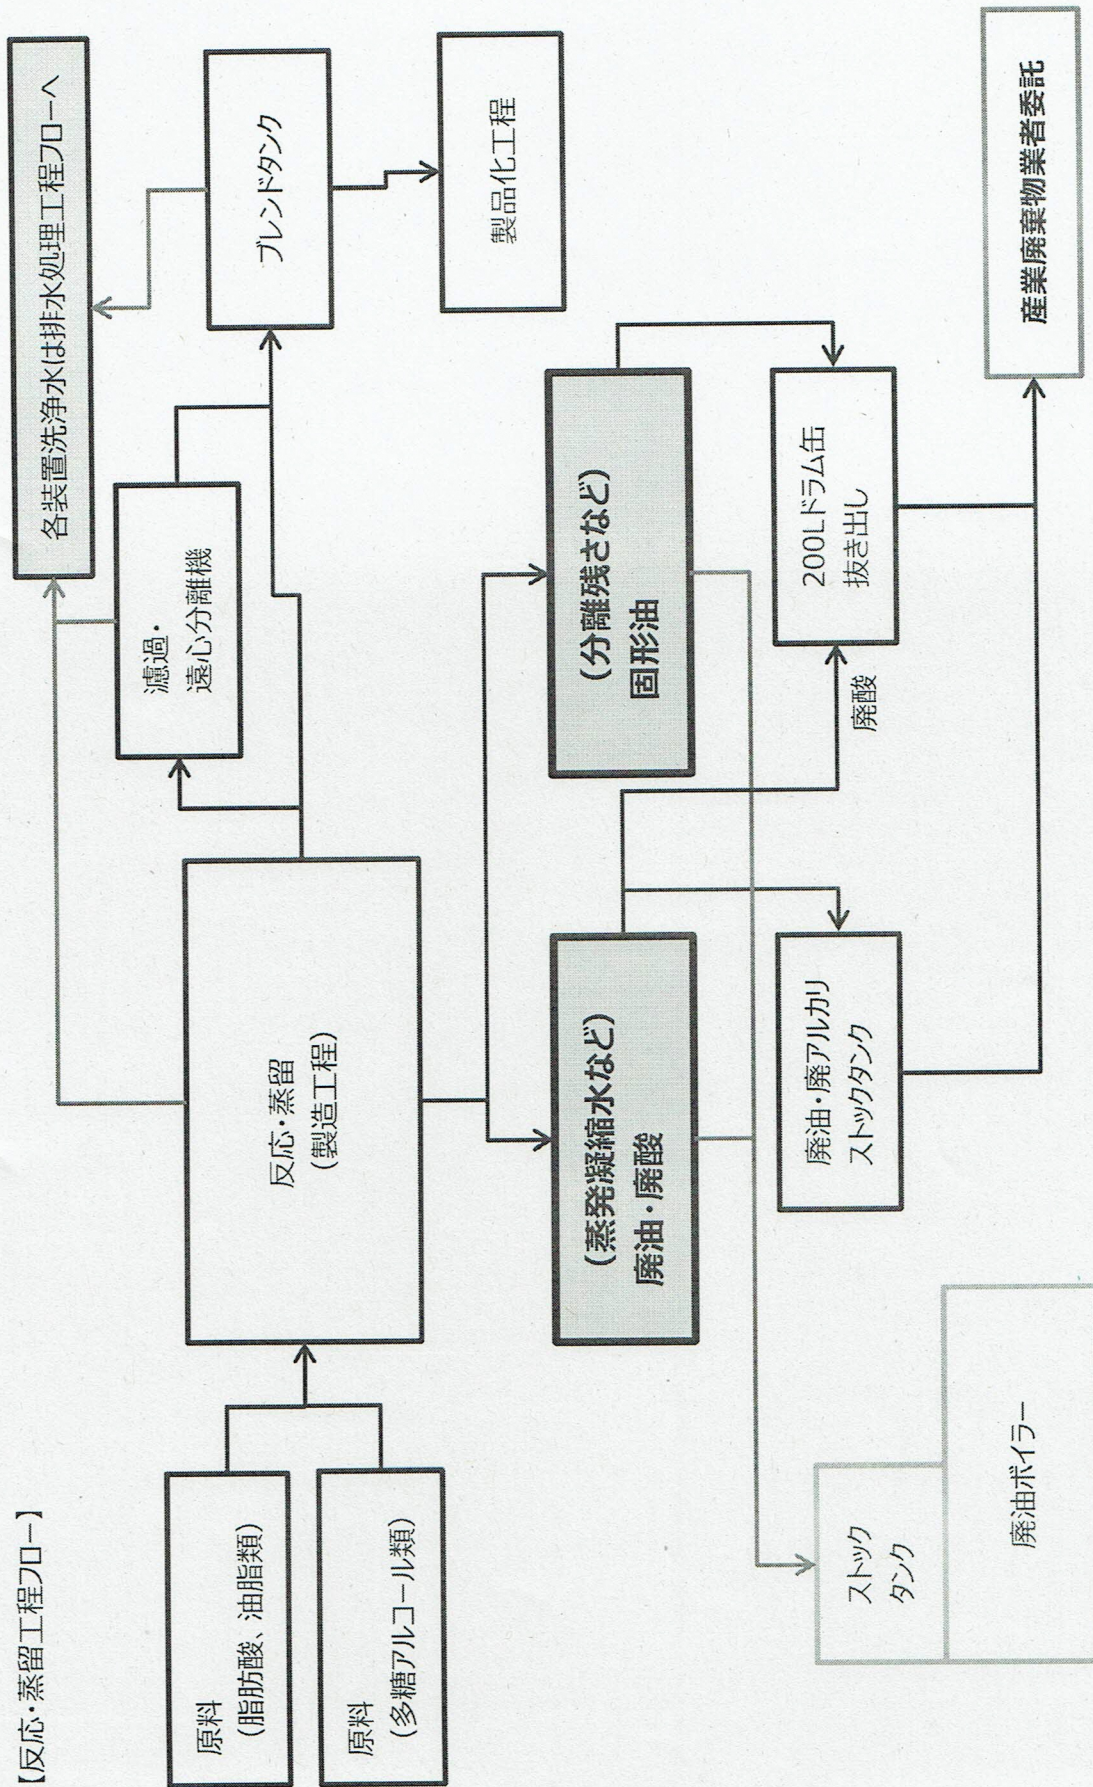 【反応・蒸留工程フロー】
原料
(脂肪酸、油脂類)
原料
(多糖アルコール類)
反応・蒸留
(製造工程)
濾過・
遠心分離機
各装置洗浄水は排水処理工程フローへ
ブレンドタンク
製品化工程
(蒸発凝縮水など)
廃油・廃酸
(分離残さなど)
固形油
廃油・廃アルカリ
ストックタンク
廃酸
200Lドラム缶
抜き出し
産業廃棄物業者委託
ストック
タンク
廃油ボイラー